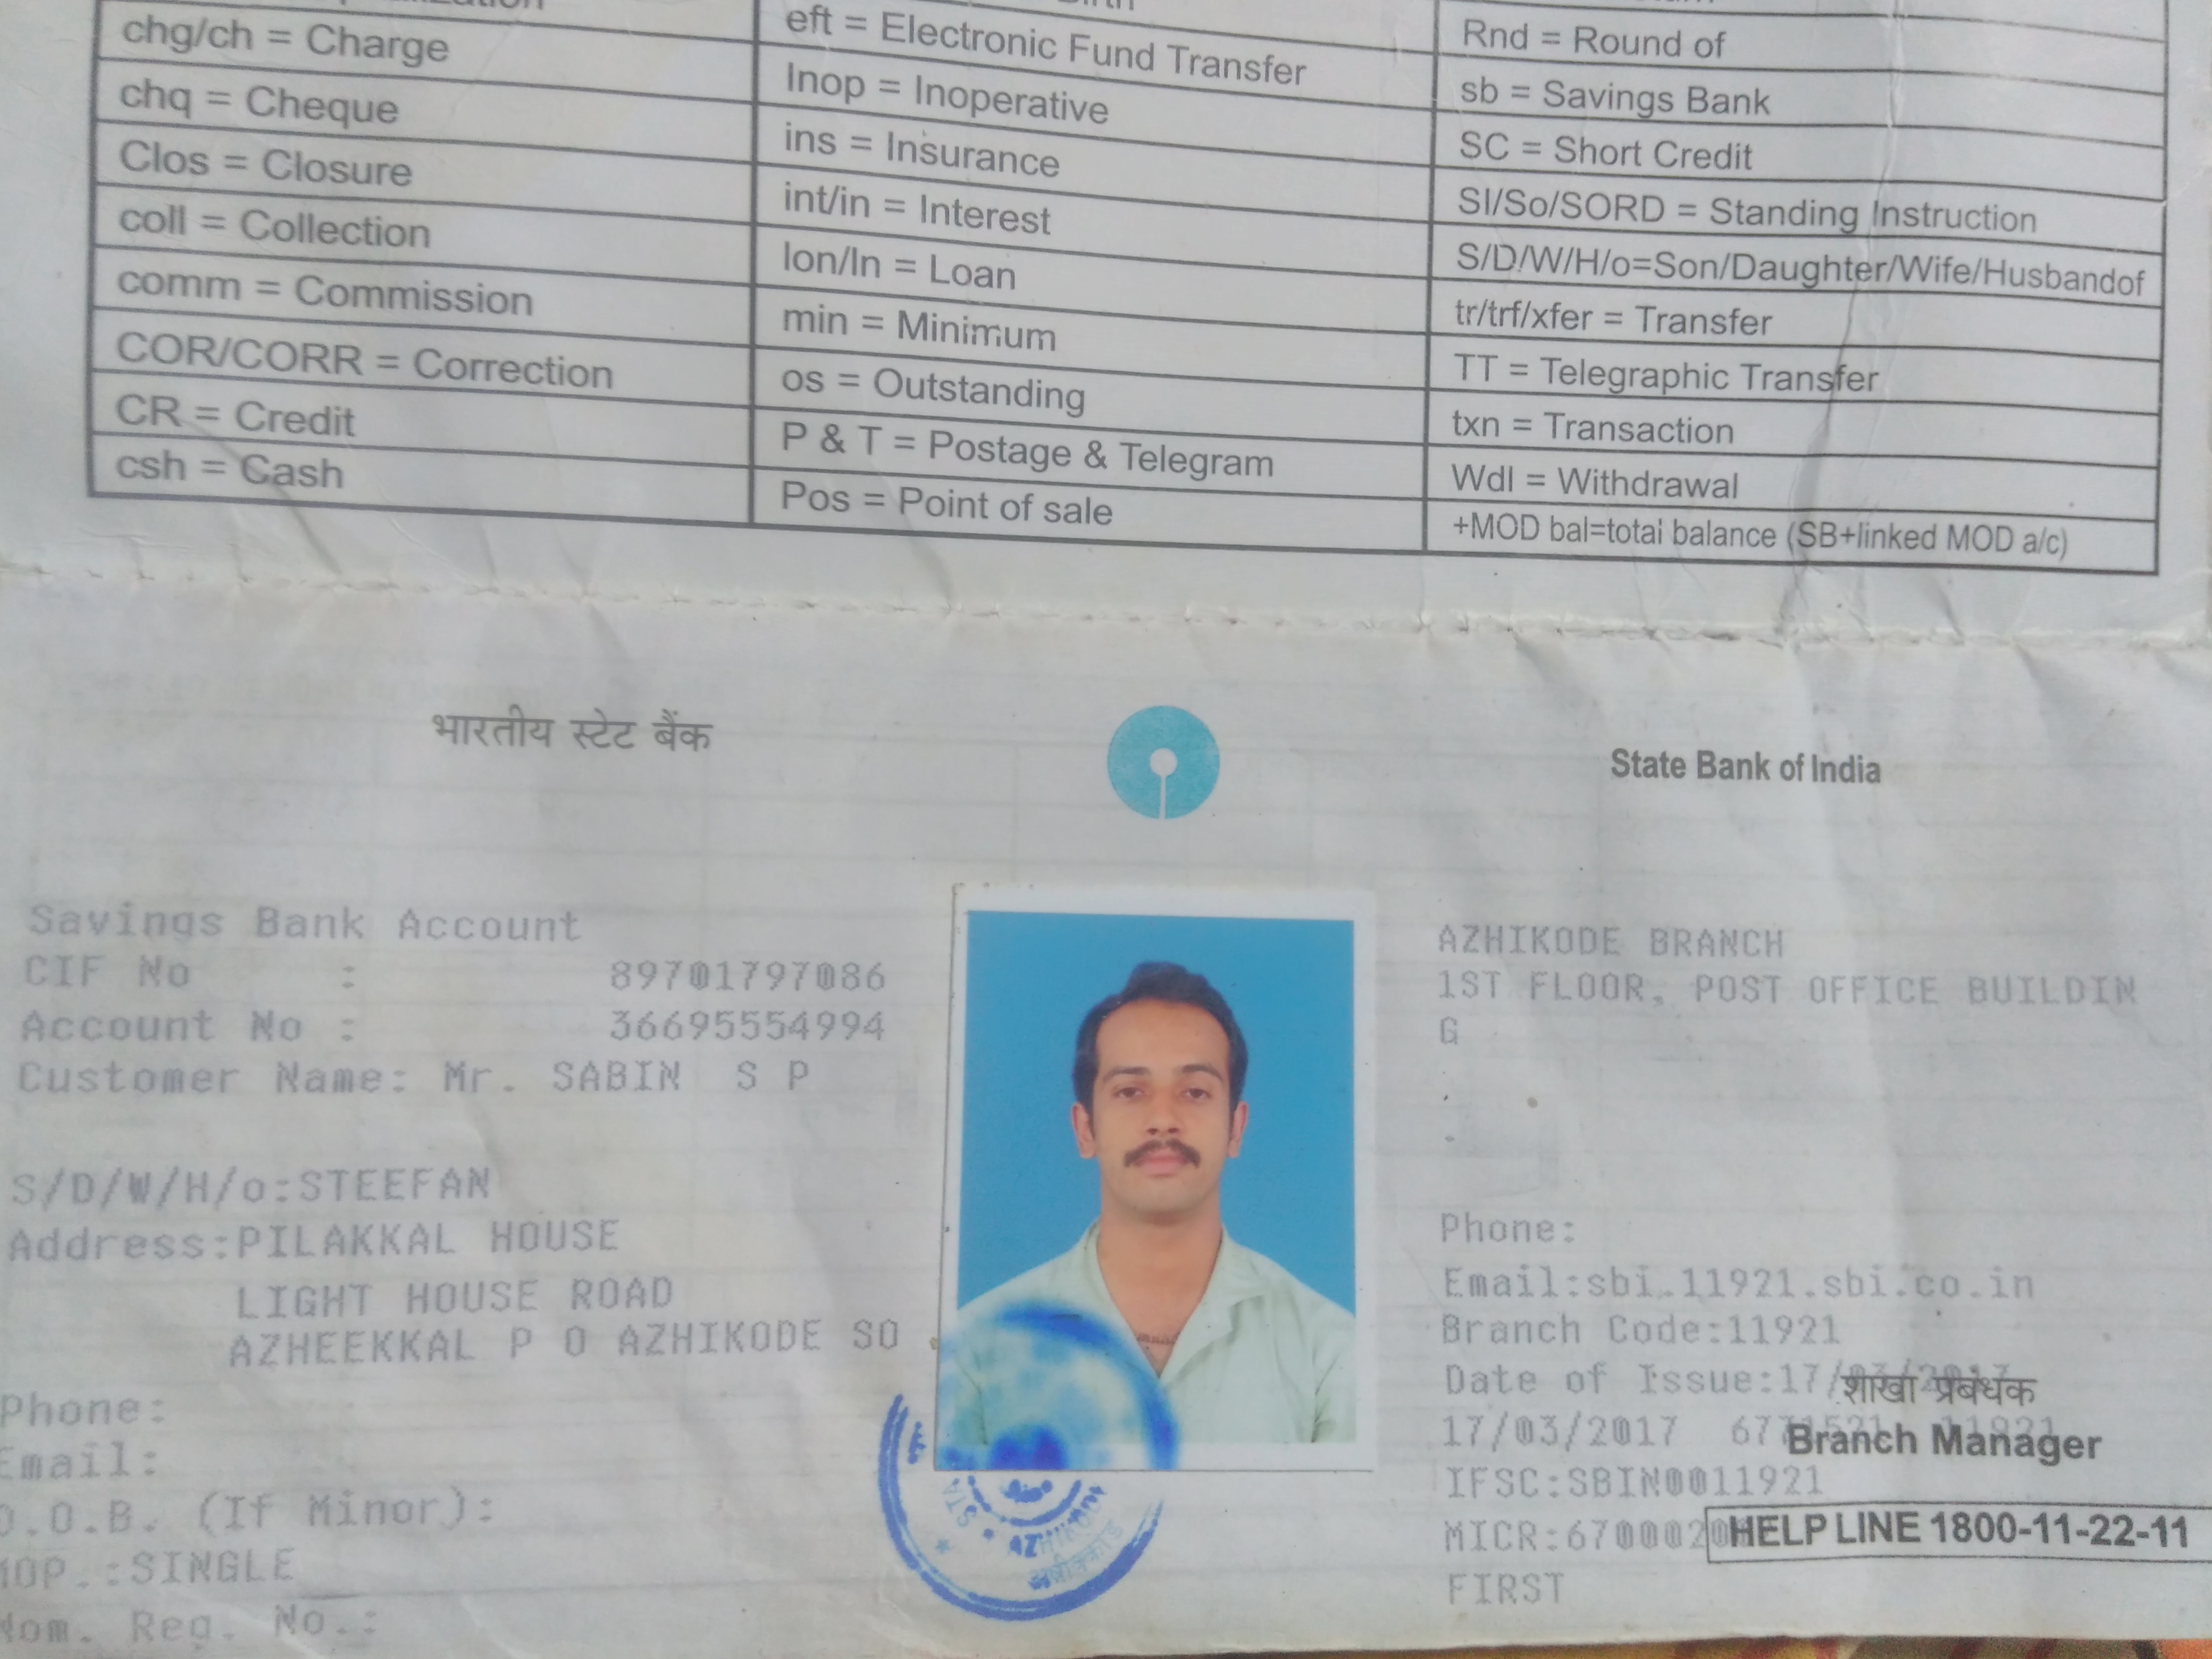 chg/ch = Charge
chq = Cheque
Clos = Closure
coll = Collection
comm = Commission
COR/CORR = Correction
CR = Credit
csh = Cash
eft = Electronic Fund Transfer
Inop = Inoperative
ins = Insurance
int/in = Interest
lon/ln = Loan
min = Minimum
os = Outstanding
P & T = Postage & Telegram
Pos = Point of sale
Rnd = Round of
sb = Savings Bank
SC = Short Credit
SI/So/SORD = Standing Instruction
S/D/W/H/o=Son/Daughter/Wife/Husbandof
tr/trf/xfer = Transfer
TT = Telegraphic Transfer
txn = Transaction
Wdl = Withdrawal
+MOD bal=total balance (SB+linked MOD a/c)
भारतीय स्टेट बैंक
State Bank of India
Savings Bank Account
CIF No : 89701797086
Account No : 36695554994
Customer Name: Mr. SABIN S P
S/D/W/H/o:STEEFAN
Address:PILAKKAL HOUSE
LIGHT HOUSE ROAD
AZHEEKKAL P O AZHIKODE SO
Phone:
Email:
D.O.B. (If Minor):
MOP.:SINGLE
Nom. Reg. No.:
AZHIKODE BRANCH
1ST FLOOR, POST OFFICE BUILDIN
G
Phone:
Email:sbi.11921.sbi.co.in
Branch Code:11921
Date of Issue:17/03/2017
शाखा प्रबंधक
17/03/2017
Branch Manager
IFSC:SBIN0011921
MICR:
HELP LINE 1800-11-22-11
FIRST
AZHIKODE